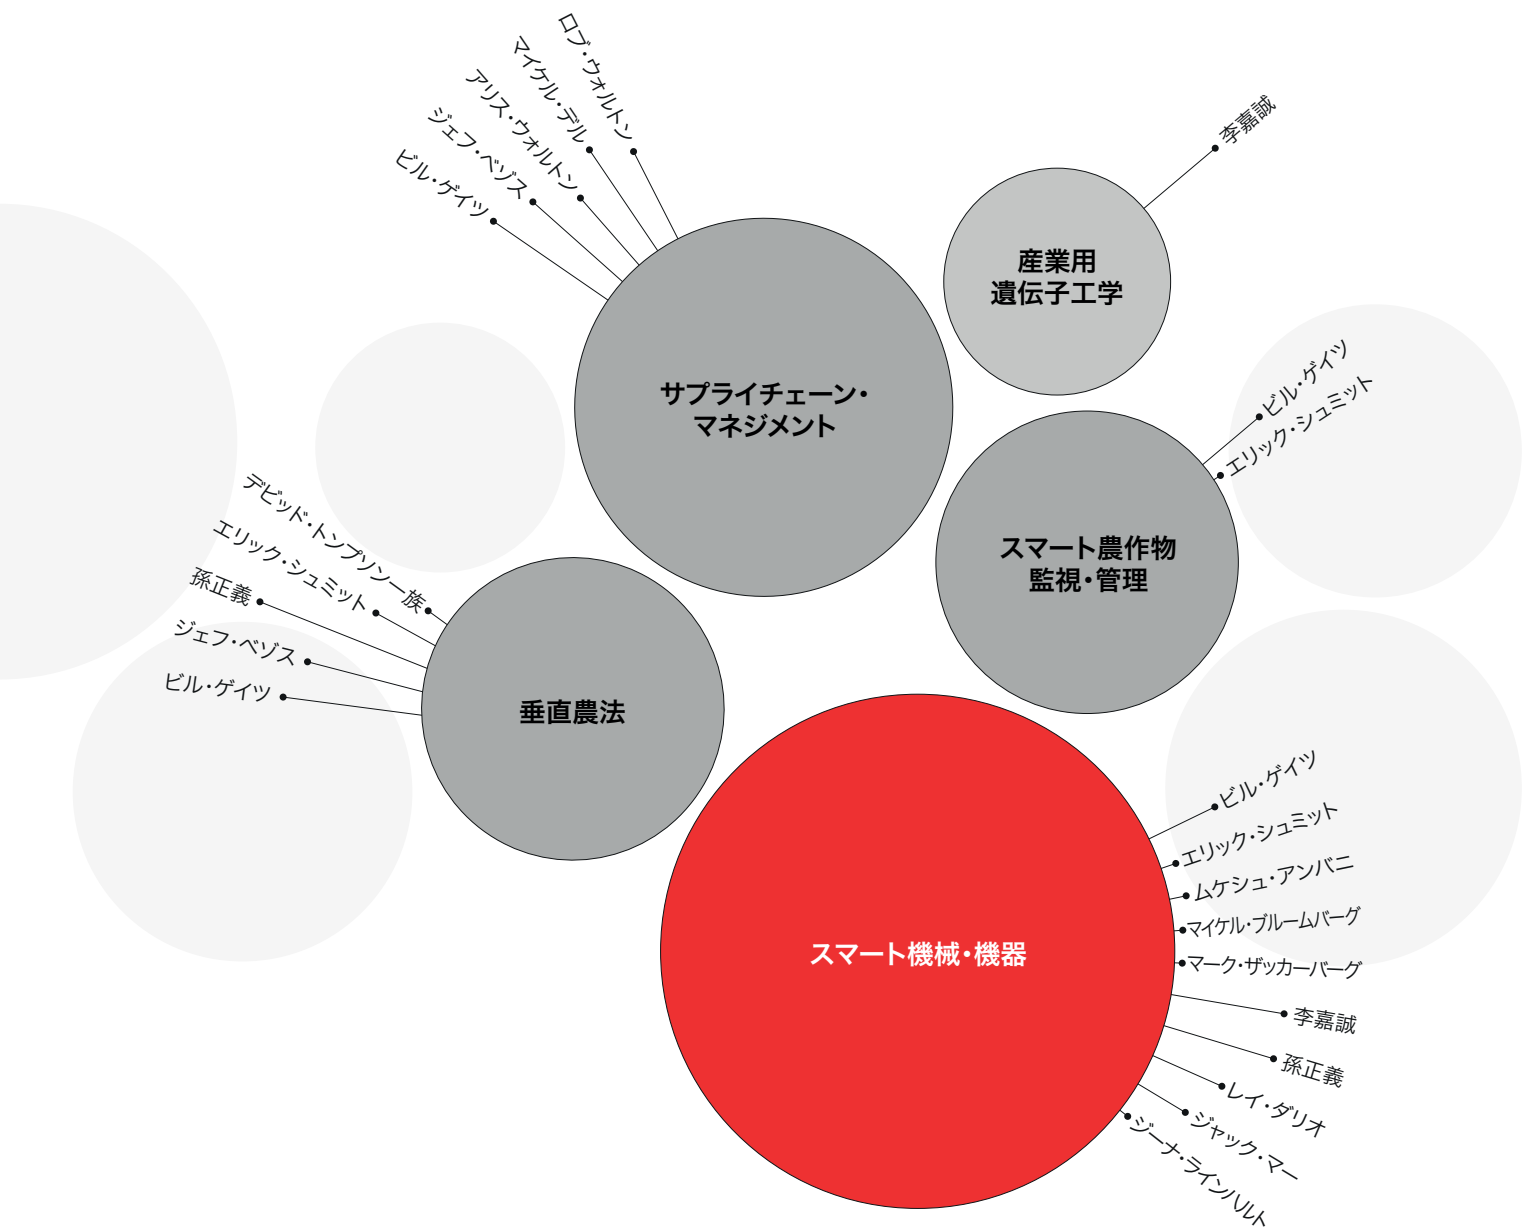 ロブ・ウォルトン
マイケル・デル
アリス・ウォルトン
ジェフ・ベゾス
ビル・ゲイツ
サプライチェーン・
マネジメント
李嘉誠
産業用
遺伝子工学
ビル・ゲイツ
エリック・シュミット
スマート農作物
監視・管理
デビッド・トンプソン一族
エリック・シュミット
孫正義
ジェフ・ベゾス
ビル・ゲイツ
垂直農法
スマート機械・機器
ビル・ゲイツ
エリック・シュミット
ムケシュ・アンバニ
マイケル・ブルームバーグ
マーク・ザッカーバーグ
李嘉誠
孫正義
レイ・ダリオ
ジャック・マー
ジーナ・ラインハルト